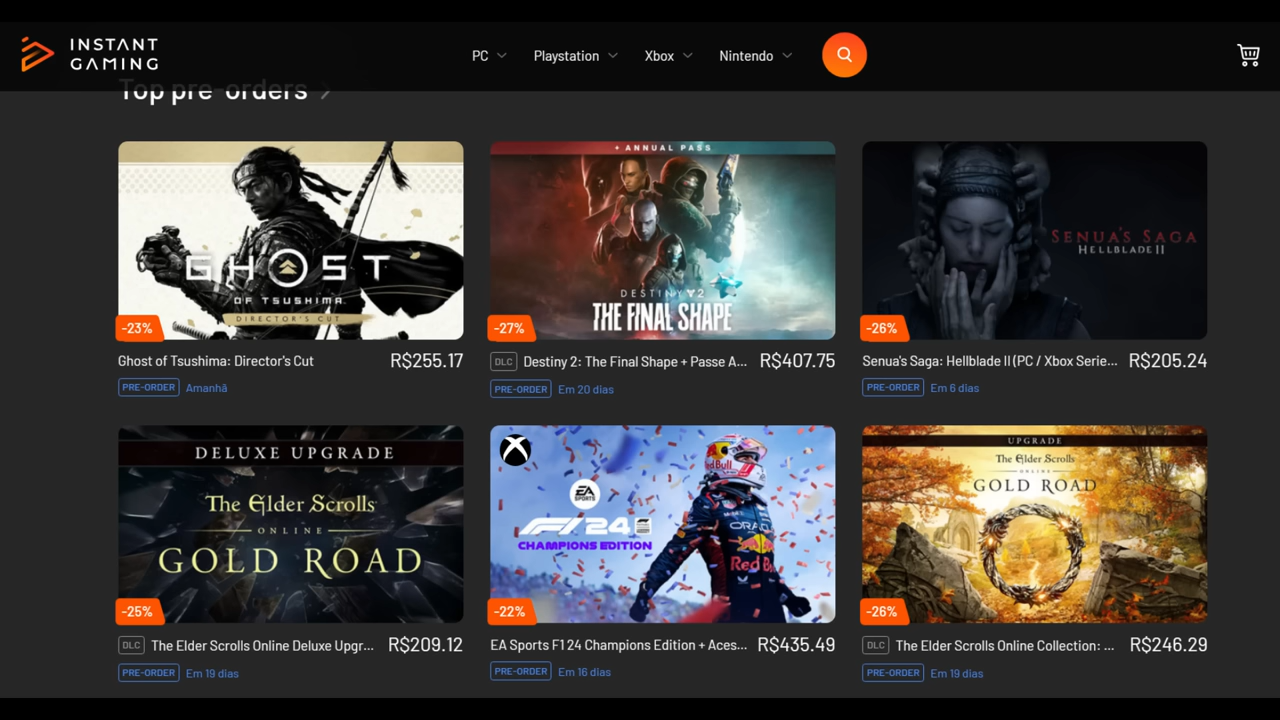 INSTANT
GAMING
PC
Playstation
Xbox
Nintendo
Top pre-orders
GHOST
OF TSUSHIMA
DIRECTOR'S CUT
-23%
Ghost of Tsushima: Director's Cut
R$255.17
PRE-ORDER Amanhã
+ ANNUAL PASS
DESTINY 2
THE FINAL SHAPE
-27%
DLC Destiny 2: The Final Shape + Passe A...
R$407.75
PRE-ORDER Em 20 dias
SENUA'S SAGA
HELLBLADE II
-26%
Senua's Saga: Hellblade II (PC / Xbox Serie...
R$205.24
PRE-ORDER Em 6 dias
DELUXE UPGRADE
The Elder Scrolls
ONLINE
GOLD ROAD
-25%
DLC The Elder Scrolls Online Deluxe Upgr...
R$209.12
PRE-ORDER Em 19 dias
EA
SPORTS
F1 24
CHAMPIONS EDITION
Red Bull
ORACLE
Red Bull
-22%
EA Sports F1 24 Champions Edition + Aces...
R$435.49
PRE-ORDER Em 16 dias
UPGRADE
The Elder Scrolls
ONLINE
GOLD ROAD
-26%
DLC The Elder Scrolls Online Collection: ...
R$246.29
PRE-ORDER Em 19 dias